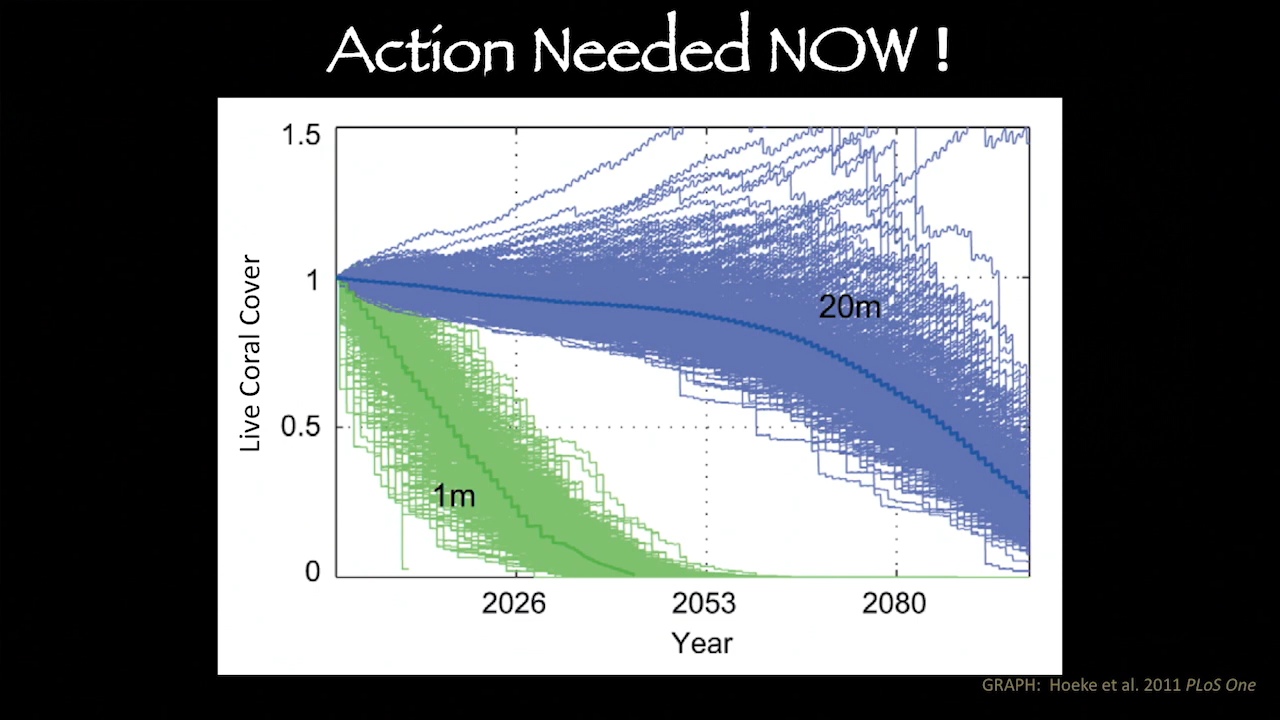 Action Needed NOW !
1.5
1
0.5
0
Live Coral Cover
20m
1m
2026
2053
2080
Year
GRAPH: Hoeke et al. 2011 PLoS One